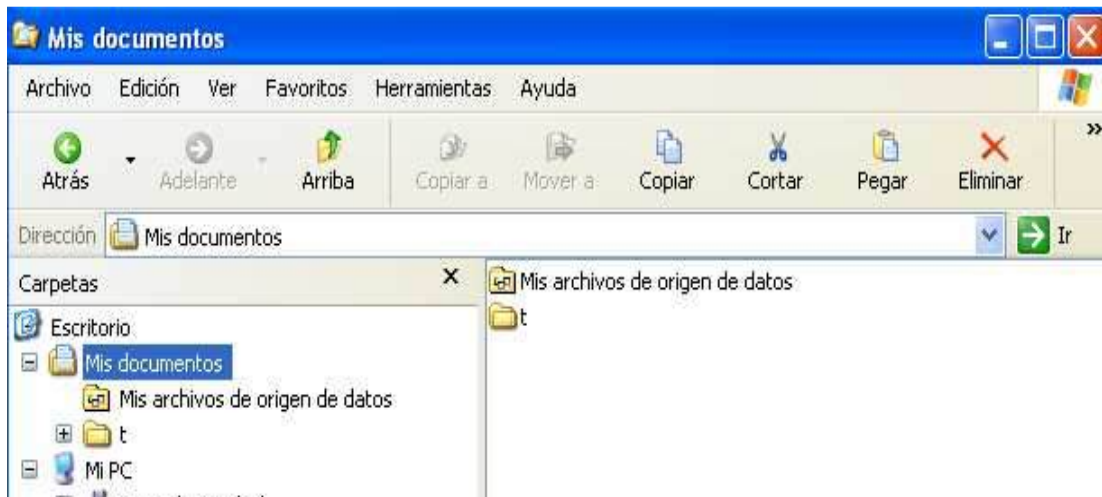 Mis documentos
Archivo Edición Ver Favoritos Herramientas Ayuda
Atrás Adelante Arriba Copiar a Mover a Copiar Cortar Pegar Eliminar
Dirección Mis documentos Ir
Carpetas
Escritorio
Mis documentos
Mis archivos de origen de datos
t
Mi PC
Mis archivos de origen de datos
t